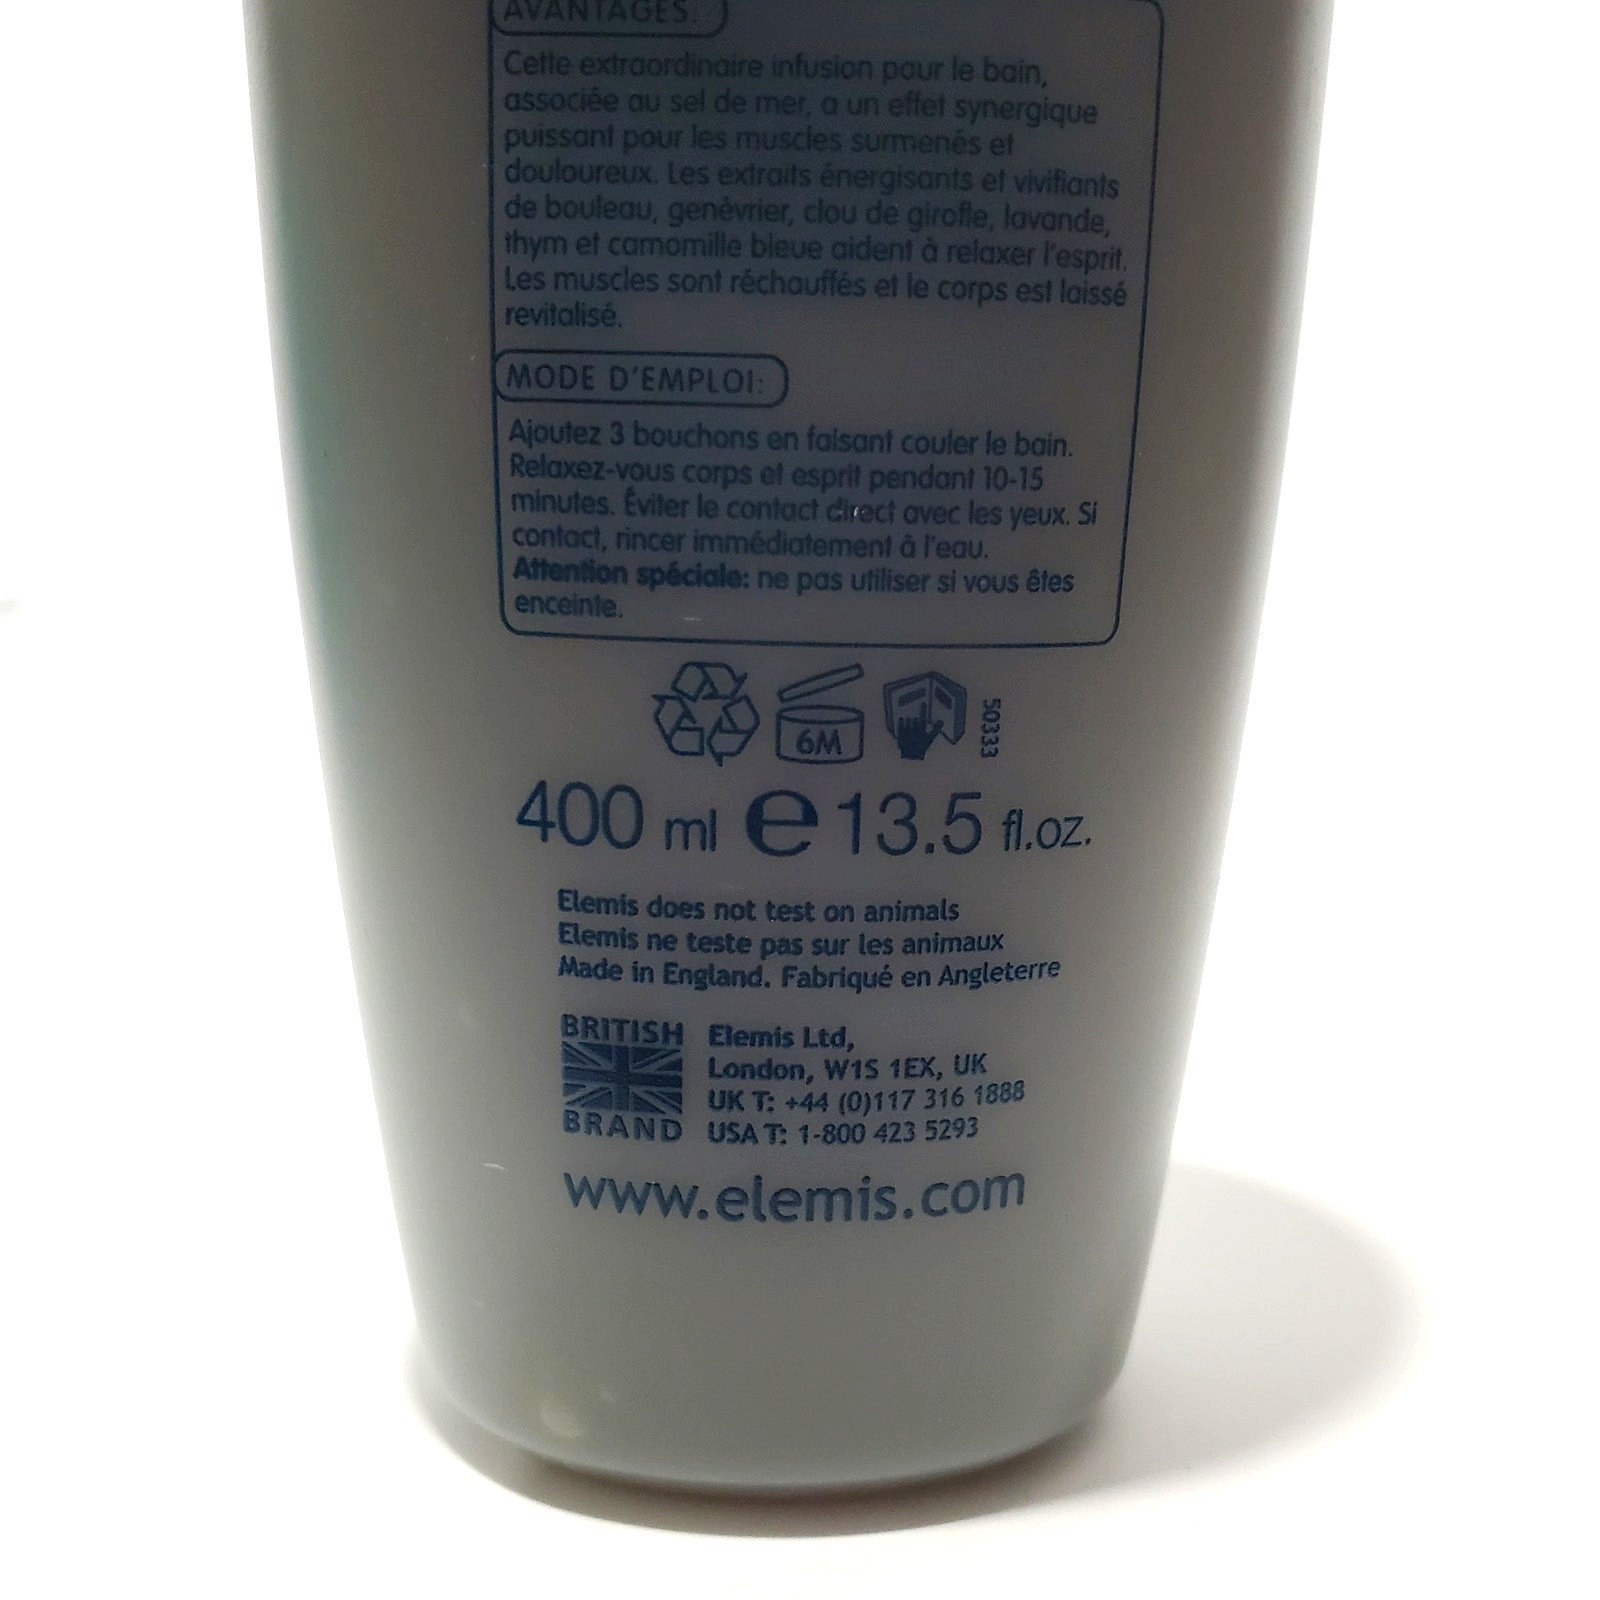 AVANTAGES:
Cette extraordinaire infusion pour le bain,
associée au sel de mer, a un effet synergique
puissant pour les muscles surmenés et
douloureux. Les extraits énergisants et vivifiants
de bouleau, genévrier, clou de girofle, lavande,
thym et camomille bleue aident à relaxer l'esprit.
Les muscles sont réchauffés et le corps est laissé
revitalisé.
MODE D'EMPLOI:
Ajoutez 3 bouchons en faisant couler le bain.
Relaxez-vous corps et esprit pendant 10-15
minutes. Éviter le contact direct avec les yeux. Si
contact, rincer immédiatement à l'eau.
Attention spéciale: ne pas utiliser si vous êtes
enceinte.
6M
50333
400 ml e 13.5 fl.oz.
Elemis does not test on animals
Elemis ne teste pas sur les animaux
Made in England. Fabriqué en Angleterre
BRITISH
BRAND
Elemis Ltd,
London, W1S 1EX, UK
UK T: +44 (0)117 316 1888
USA T: 1-800 423 5293
www.elemis.com